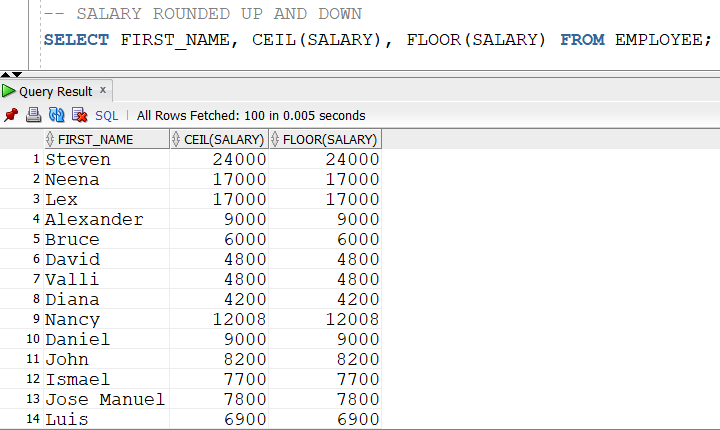 -- SALARY ROUNDED UP AND DOWN
SELECT FIRST_NAME, CEIL(SALARY), FLOOR(SALARY) FROM EMPLOYEE;
Query Result x
SQL | All Rows Fetched: 100 in 0.005 seconds
FIRST_NAME CEIL(SALARY) FLOOR(SALARY)
1 Steven 24000 24000
2 Neena 17000 17000
3 Lex 17000 17000
4 Alexander 9000 9000
5 Bruce 6000 6000
6 David 4800 4800
7 Valli 4800 4800
8 Diana 4200 4200
9 Nancy 12008 12008
10 Daniel 9000 9000
11 John 8200 8200
12 Ismael 7700 7700
13 Jose Manuel 7800 7800
14 Luis 6900 6900